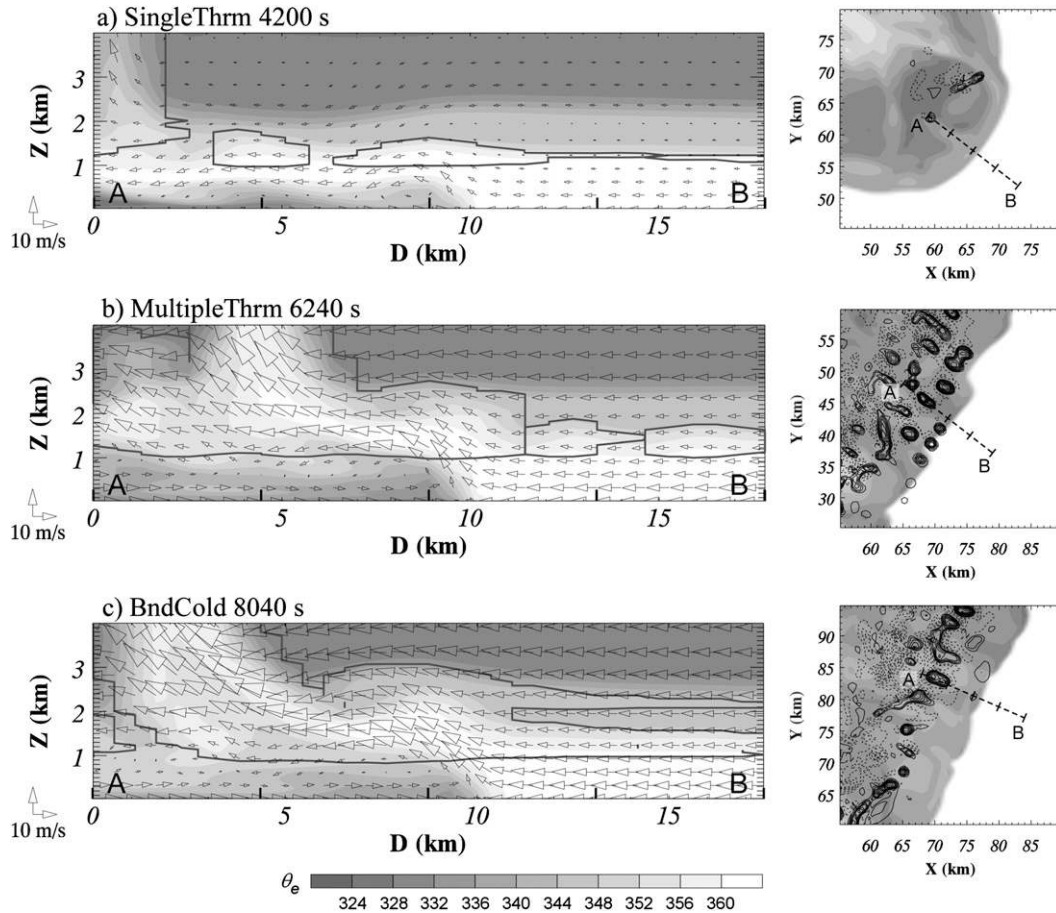 a) SingleThrm 4200 s
Z (km)
3
2
1
A
B
0 5 10 15
D (km)
10 m/s
Y (km)
80
75
70
65
60
55
50
A
B
50 55 60 65 70 75
X (km)
b) MultipleThrm 6240 s
Z (km)
3
2
1
A
B
0 5 10 15
D (km)
10 m/s
Y (km)
55
50
45
40
35
30
A
B
60 65 70 75 80 85
X (km)
c) BndCold 8040 s
Z (km)
3
2
1
A
B
0 5 10 15
D (km)
10 m/s
Y (km)
90
85
80
75
70
65
A
B
60 65 70 75 80 85
X (km)
θe
324 328 332 336 340 344 348 352 356 360